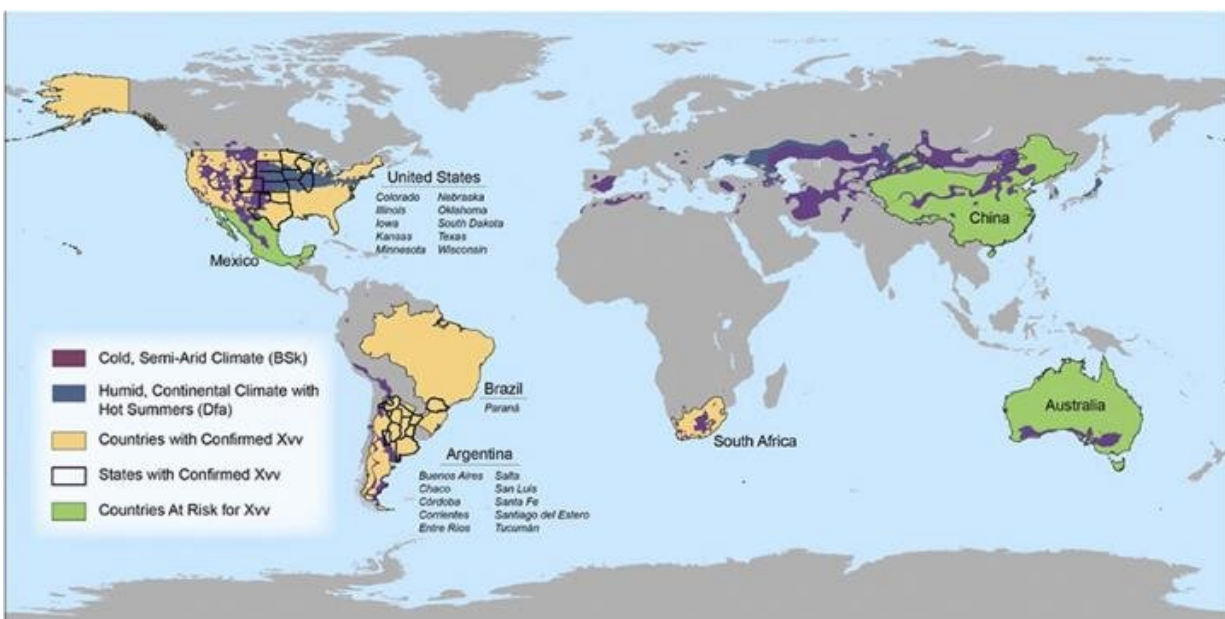 United States
Colorado Nebraska
Illinois Oklahoma
Iowa South Dakota
Kansas Texas
Minnesota Wisconsin
Mexico
China
Cold, Semi-Arid Climate (BSk)
Humid, Continental Climate with
Hot Summers (Dfa)
Countries with Confirmed Xvv
States with Confirmed Xvv
Countries At Risk for Xvv
Brazil
Paraná
Argentina
Buenos Aires Salta
Chaco San Luis
Córdoba Santa Fe
Corrientes Santiago del Estero
Entre Rios Tucumán
South Africa
Australia